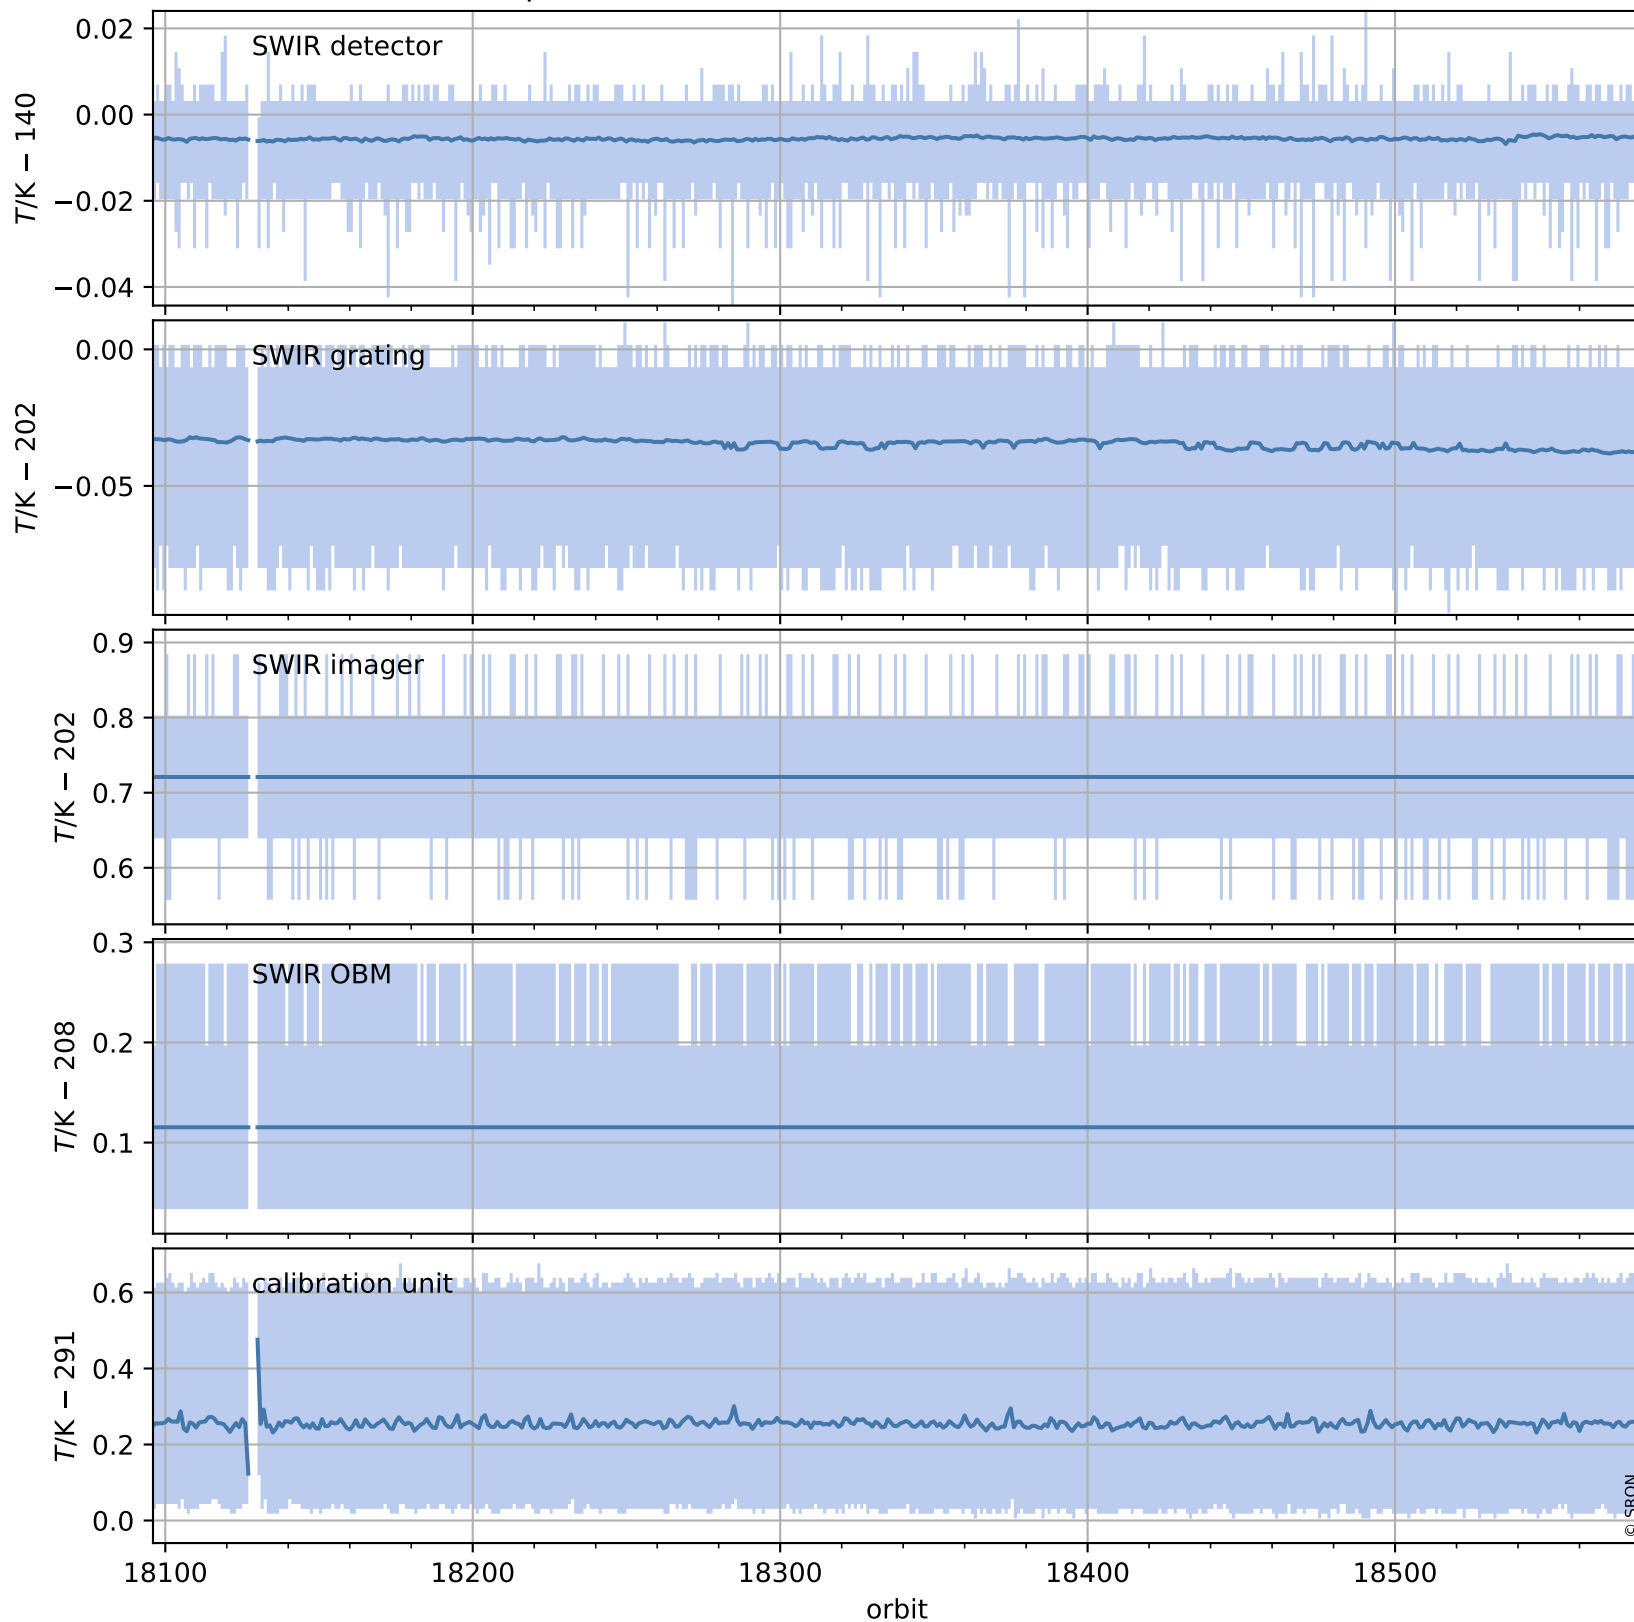 SWIR detector
0.02
0.00
−0.02
−0.04
T/K − 140
SWIR grating
0.00
−0.05
T/K − 202
SWIR imager
0.9
0.8
0.7
0.6
T/K − 202
SWIR OBM
0.3
0.2
0.1
T/K − 208
calibration unit
0.6
0.4
0.2
0.0
T/K − 291
© SRON
18100 18200 18300 18400 18500
orbit